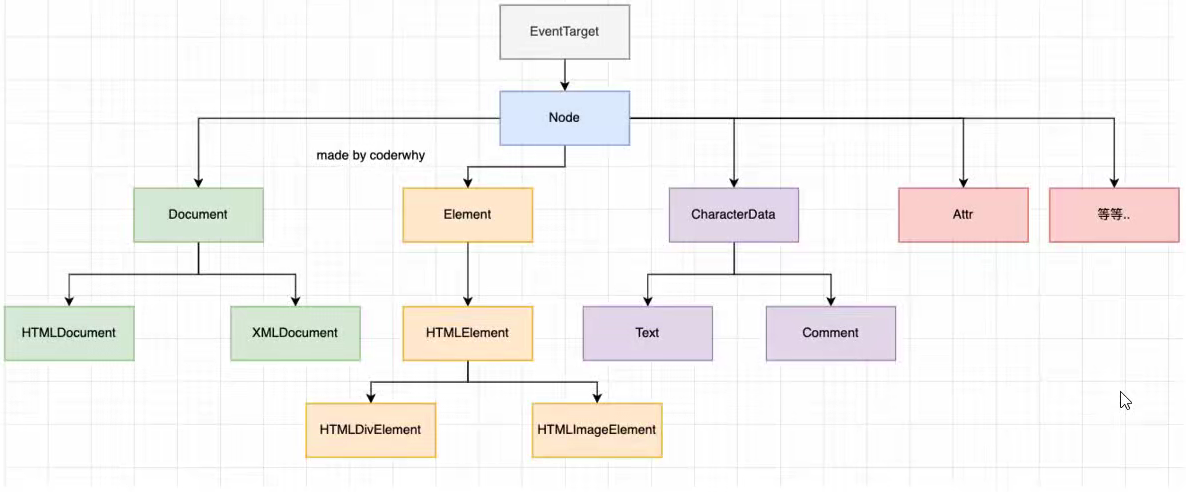 EventTarget
Node
made by coderwhy
Document
Element
CharacterData
Attr
等等..
HTMLDocument
XMLDocument
HTMLElement
Text
Comment
HTMLDivElement
HTMLImageElement